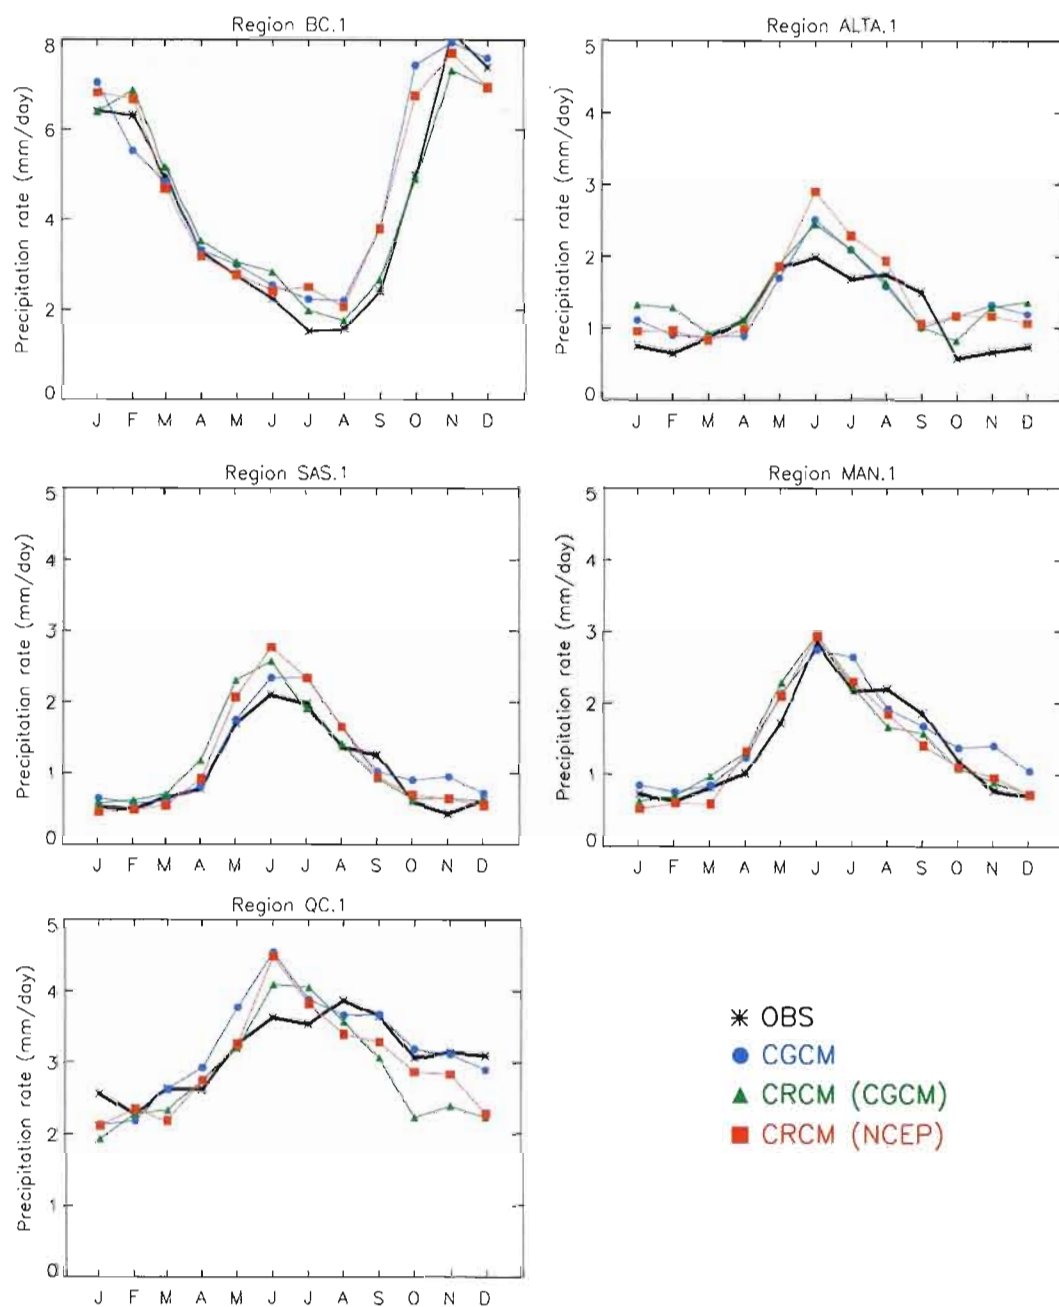 Region BC.1
Precipitation rate (mm/day)
8
6
4
2
0
J F M A M J J A S O N D
Region ALTA.1
Precipitation rate (mm/day)
5
4
3
2
1
0
J F M A M J J A S O N D
Region SAS.1
Precipitation rate (mm/day)
5
4
3
2
1
0
J F M A M J J A S O N D
Region MAN.1
Precipitation rate (mm/day)
5
4
3
2
1
0
J F M A M J J A S O N D
Region QC.1
Precipitation rate (mm/day)
5
4
3
2
1
0
J F M A M J J A S O N D
OBS
CGCM
CRCM (CGCM)
CRCM (NCEP)